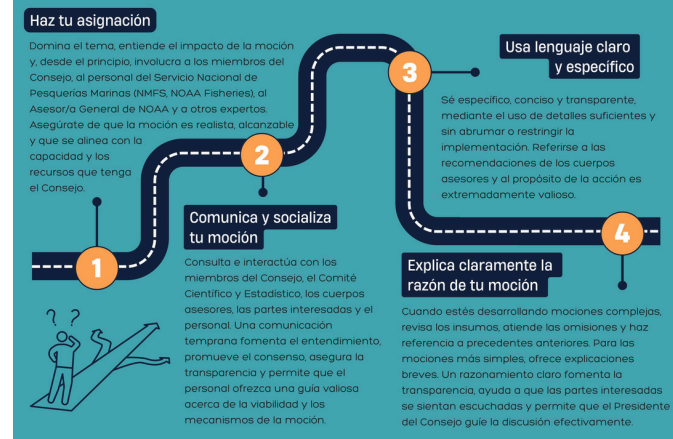 Haz tu asignación
Domina el tema, entiende el impacto de la moción
y, desde el principio, involucra a los miembros del
Consejo, al personal del Servicio Nacional de
Pesquerías Marinas (NMFS, NOAA Fisheries), al
Asesor/a General de NOAA y a otros expertos.
Asegúrate de que la moción es realista, alcanzable
y que se alinea con la
capacidad y los
recursos que tenga
el Consejo.
1
2
Comunica y socializa
tu moción
Consulta e interactúa con los
miembros del Consejo, el Comité
Científico y Estadístico, los cuerpos
asesores, las partes interesadas y el
personal. Una comunicación
temprana fomenta el entendimiento,
promueve el consenso, asegura la
transparencia y permite que el
personal ofrezca una guía valiosa
acerca de la viabilidad y los
mecanismos de la moción.
3
Usa lenguaje claro
y específico
Sé específico, conciso y transparente,
mediante el uso de detalles suficientes y
sin abrumar o restringir la
implementación. Referirse a las
recomendaciones de los cuerpos
asesores y al propósito de la acción es
extremadamente valioso.
4
Explica claramente la
razón de tu moción
Cuando estés desarrollando mociones complejas,
revisa los insumos, atiende las omisiones y haz
referencia a precedentes anteriores. Para las
mociones más simples, ofrece explicaciones
breves. Un razonamiento claro fomenta la
transparencia, ayuda a que las partes interesadas
se sientan escuchadas y permite que el Presidente
del Consejo guíe la discusión efectivamente.
? ?